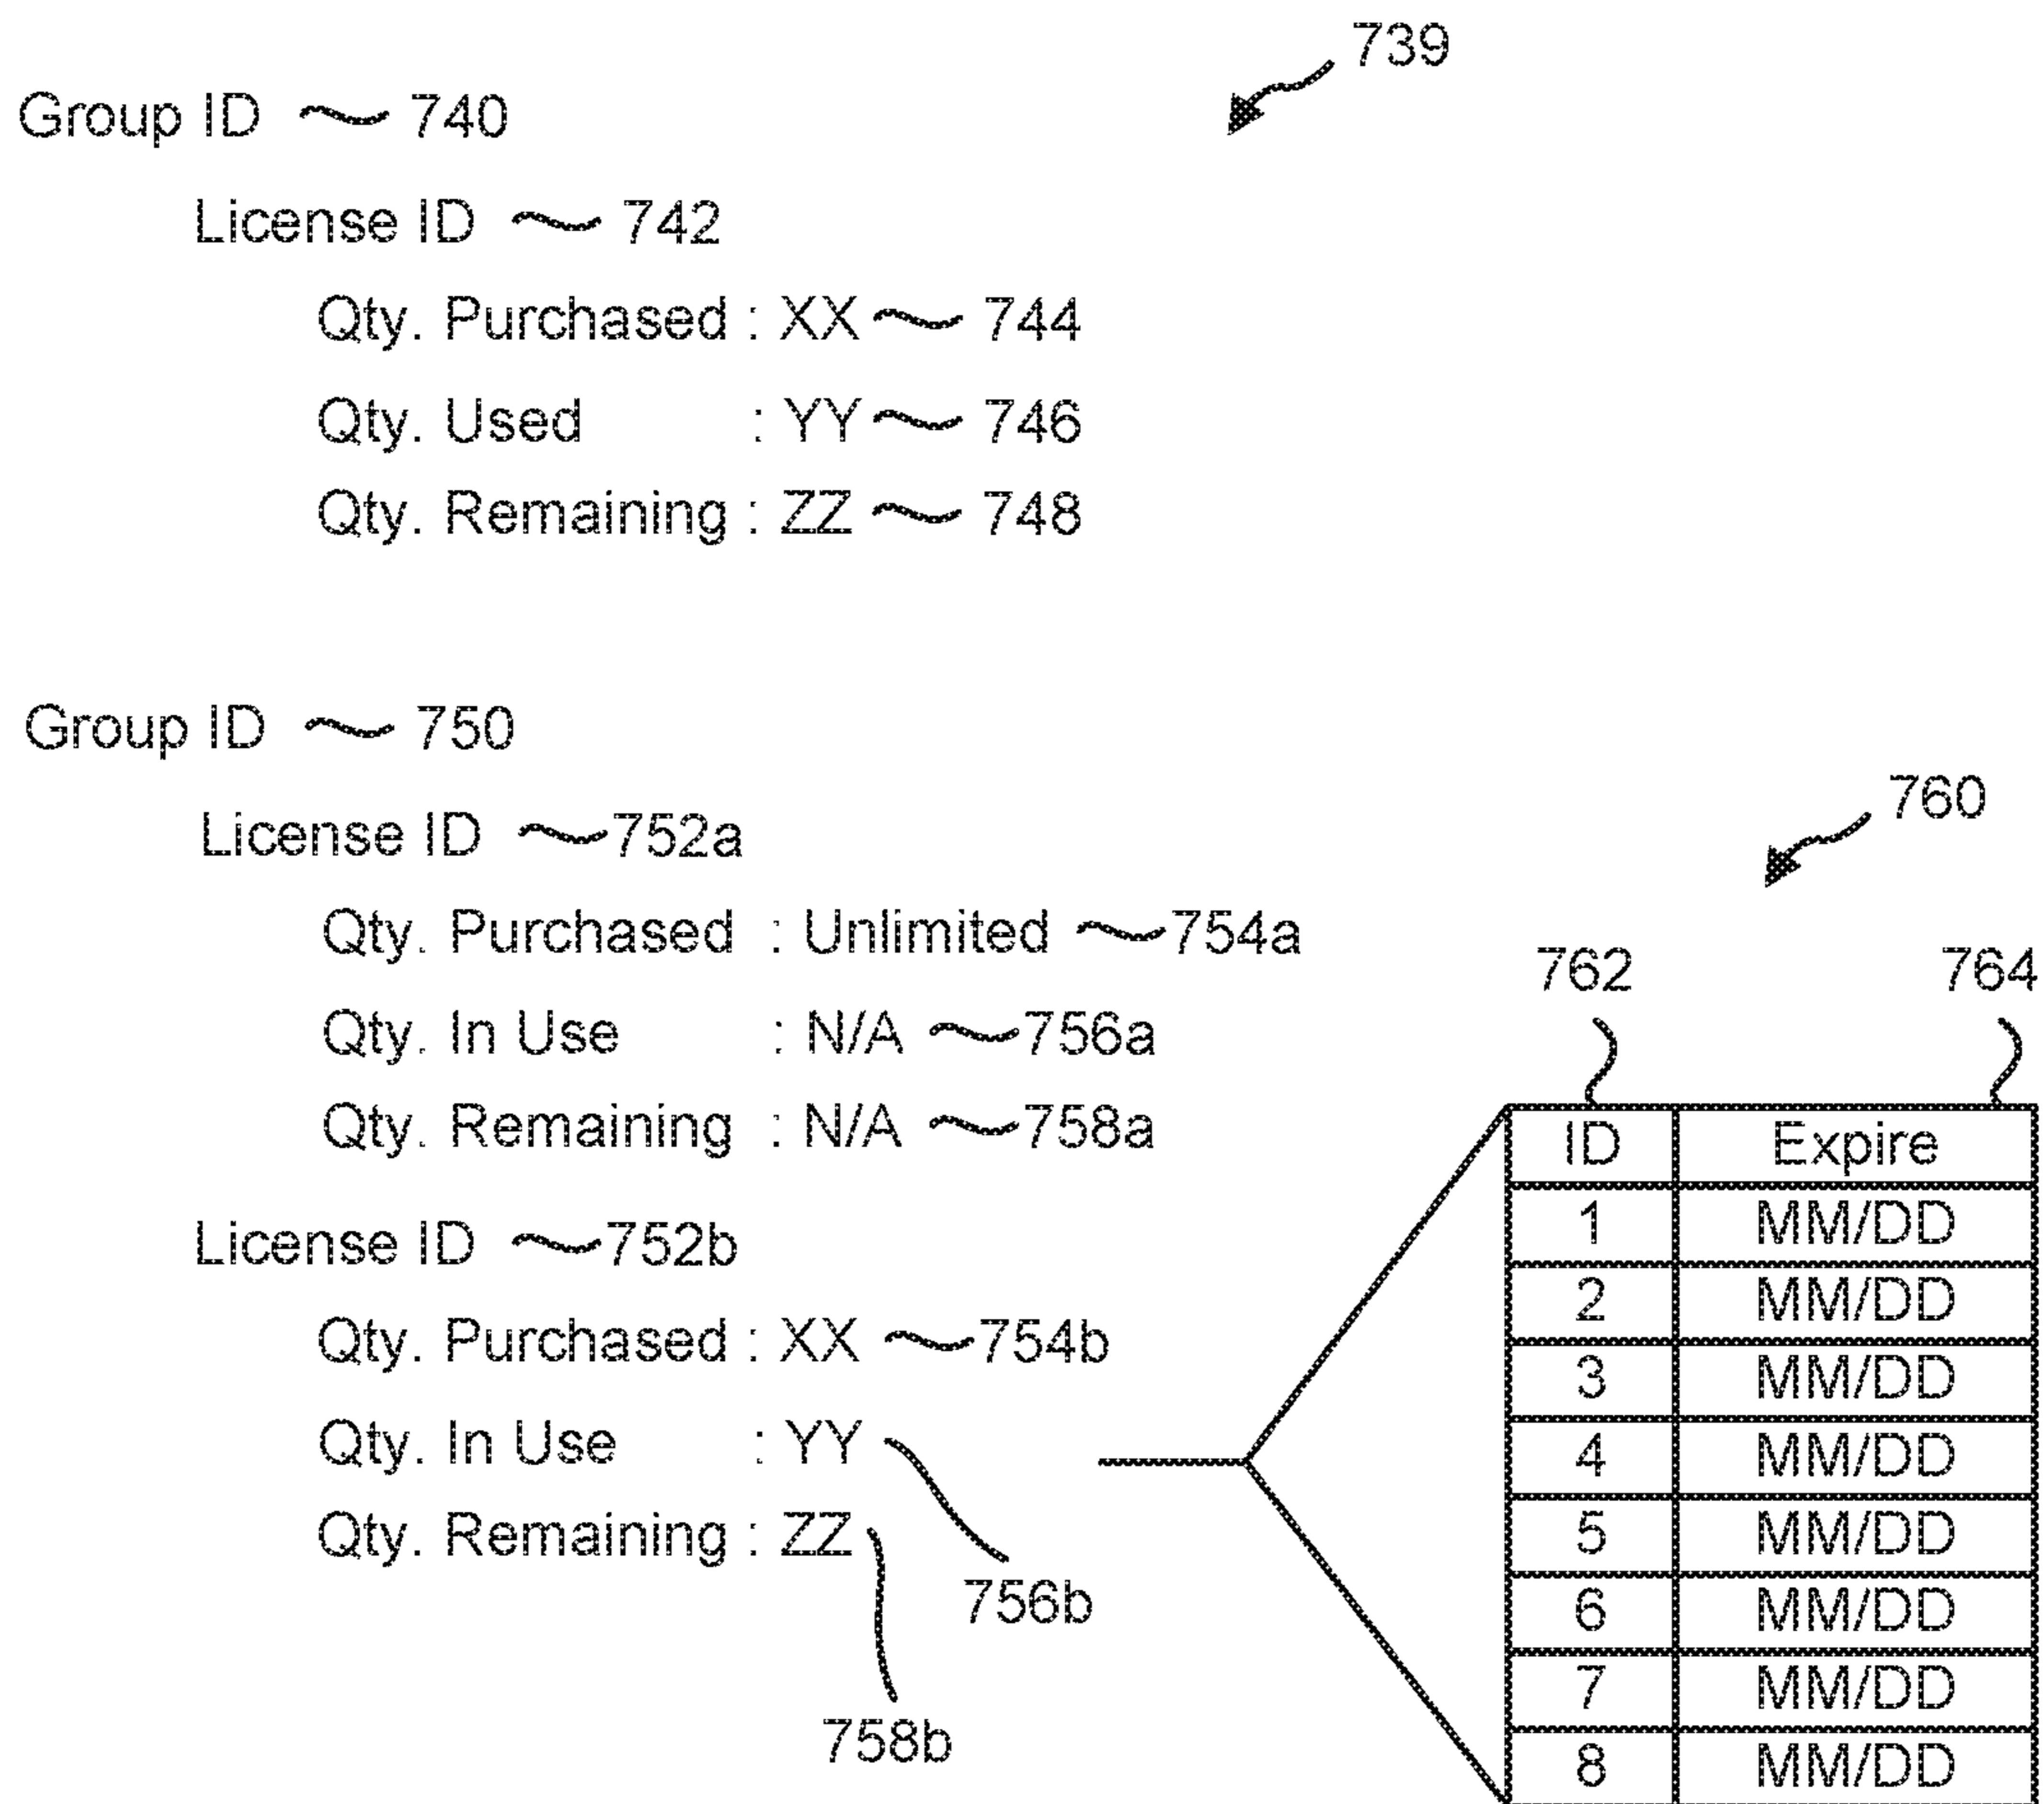 739
Group ID 740
License ID 742
Qty. Purchased : XX 744
Qty. Used : YY 746
Qty. Remaining : ZZ 748
Group ID 750
760
License ID 752a
Qty. Purchased : Unlimited 754a
762 764
Qty. In Use : N/A 756a
Qty. Remaining : N/A 758a
ID Expire
1 MM/DD
License ID 752b
2 MM/DD
Qty. Purchased : XX 754b
3 MM/DD
Qty. In Use : YY 756b
4 MM/DD
Qty. Remaining : ZZ 758b
5 MM/DD
6 MM/DD
7 MM/DD
8 MM/DD